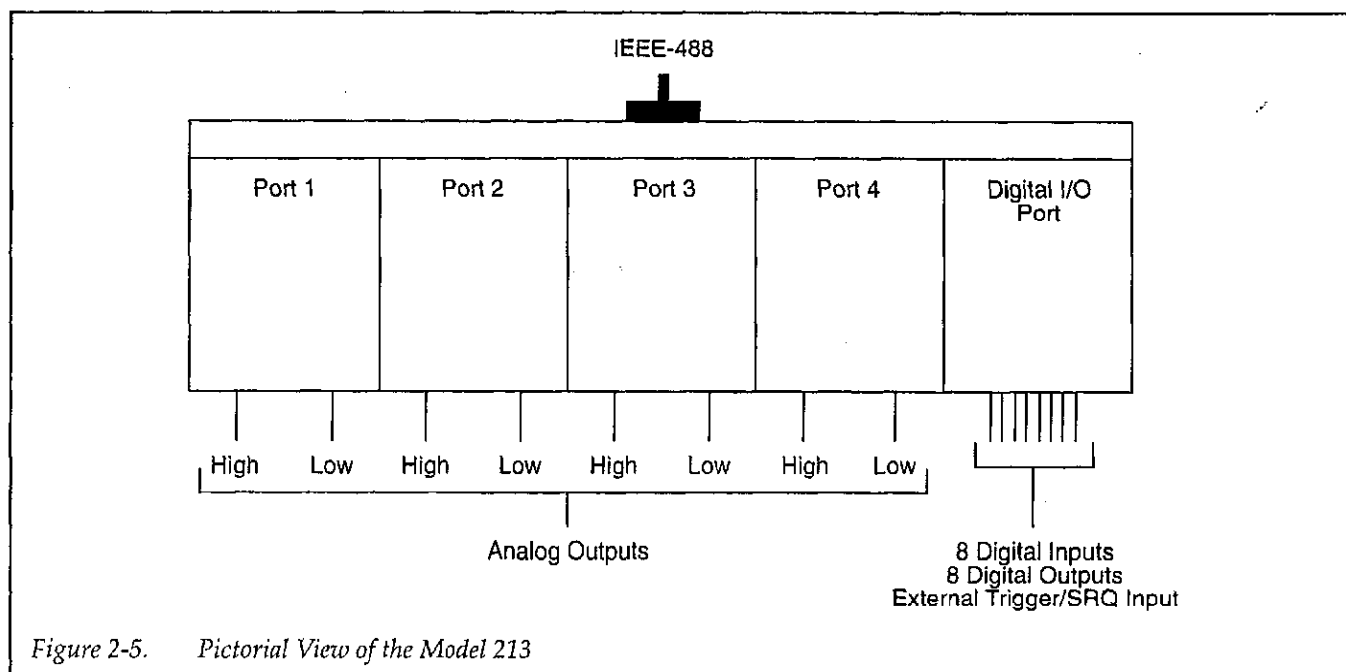 IEEE-488
Port 1 Port 2 Port 3 Port 4 Digital I/O
Port
High Low High Low High Low High Low
Analog Outputs
8 Digital Inputs
8 Digital Outputs
External Trigger/SRQ Input
Figure 2-5. Pictorial View of the Model 213